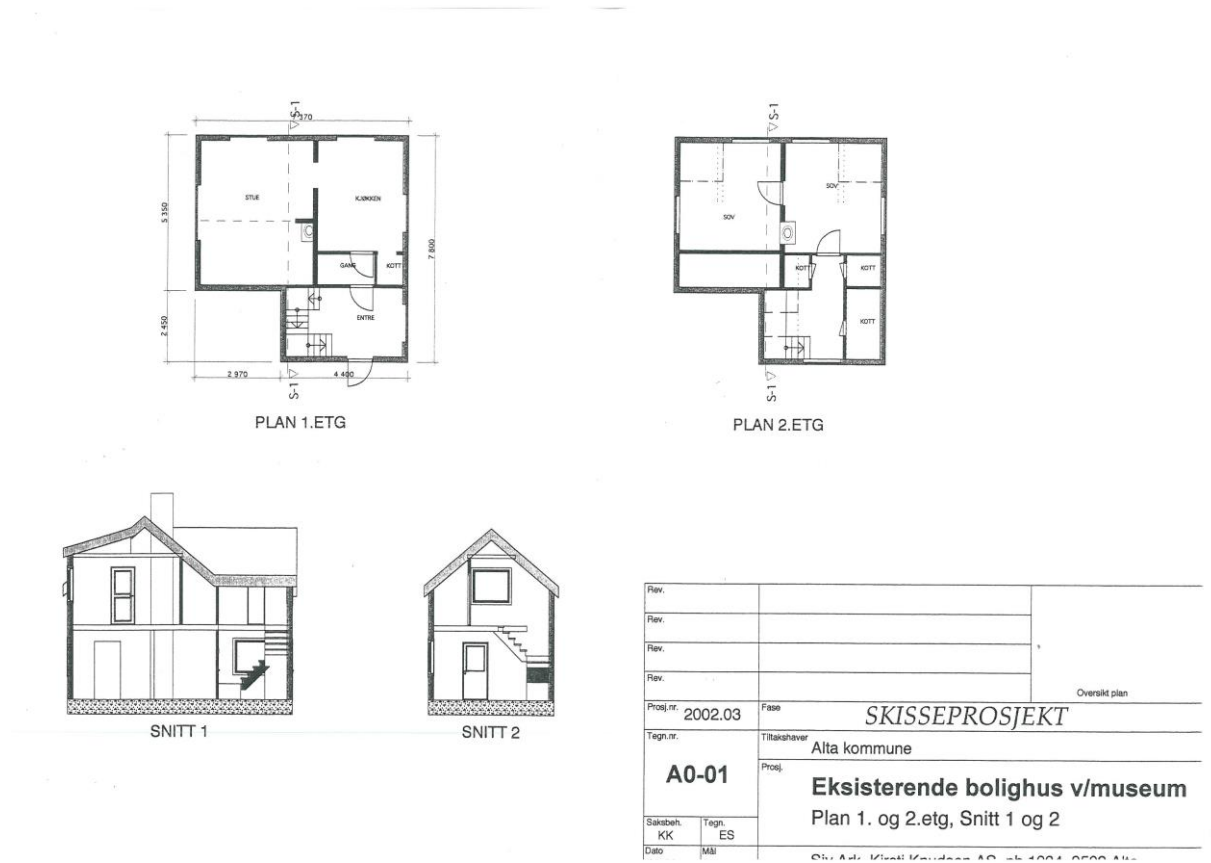 S-1
S-1
5 350
STUE
KJØKKEN
7 800
GANG
KOTT
2 450
ENTRE
2 970
4 400
S-1
PLAN 1.ETG
SOV
SOV
KOTT
KOTT
KOTT
S-1
PLAN 2.ETG
SNITT 1
SNITT 2
Rev.
Rev.
Rev.
Rev.
Oversikt plan
Prosj.nr. 2002.03
Fase SKISSEPROSJEKT
Tegn.nr.
A0-01
Tiltakshaver
Alta kommune
Prosj.
Eksisterende bolighus v/museum
Plan 1. og 2.etg, Snitt 1 og 2
Saksbeh.
KK
Tegn.
ES
Dato
Mål